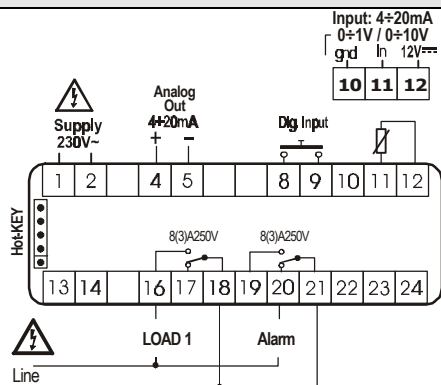 Input: 4÷20mA
0÷1V / 0÷10V
gnd In 12V
10 11 12
Analog
Out
4÷20mA
+ −
Supply
230V~
Dig. Input
1 2 4 5 8 9 10 11 12
Hot-KEY
8(3)A250V 8(3)A250V
13 14 16 17 18 19 20 21 22 23 24
LOAD 1 Alarm
Line